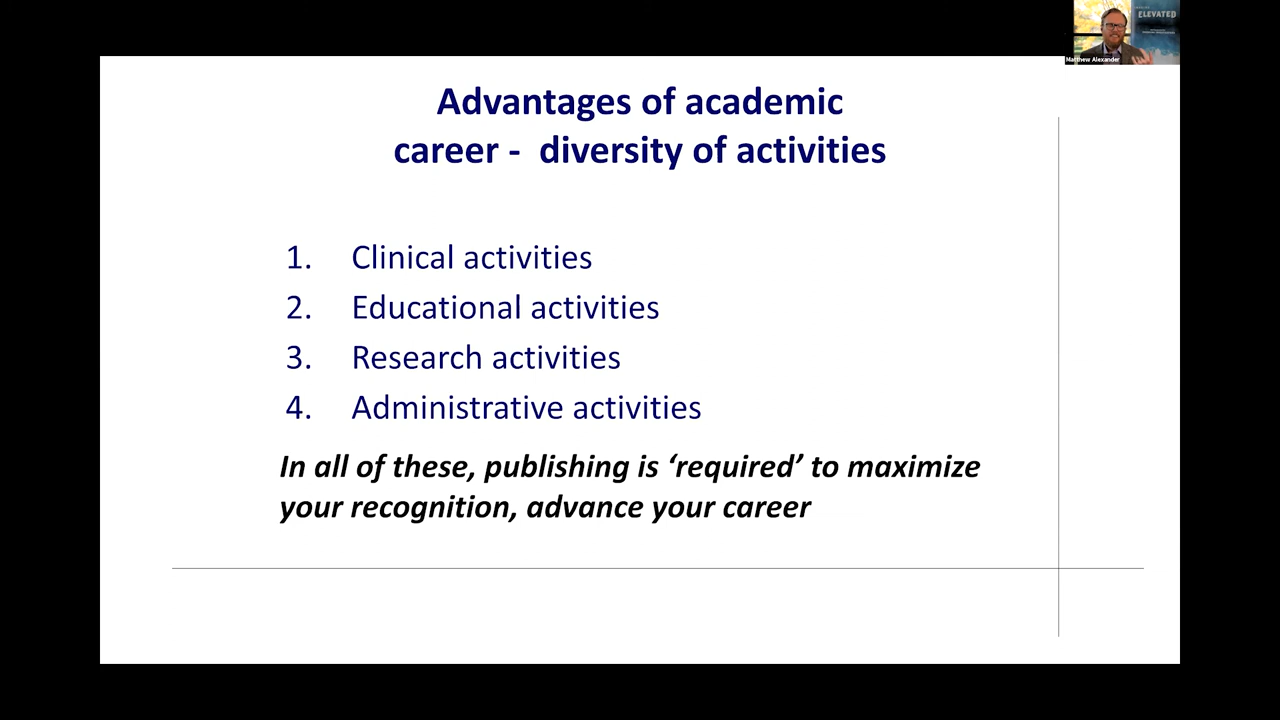 ELEVATED
Matthew Alexander
Advantages of academic
career - diversity of activities
1. Clinical activities
2. Educational activities
3. Research activities
4. Administrative activities
In all of these, publishing is ‘required’ to maximize
your recognition, advance your career